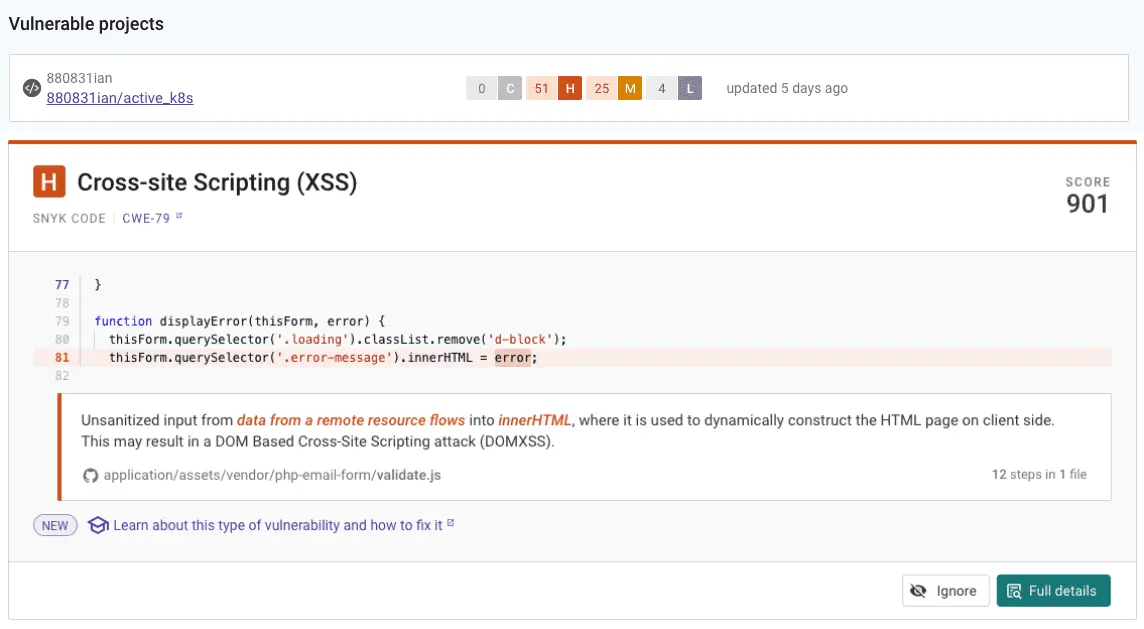 Vulnerable projects
880831ian
880831ian/active_k8s
0 C 51 H 25 M 4 L
updated 5 days ago
H Cross-site Scripting (XSS)
SCORE
901
SNYK CODE | CWE-79
77 }
78
79 function displayError(thisForm, error) {
80 thisForm.querySelector('.loading').classList.remove('d-block');
81 thisForm.querySelector('.error-message').innerHTML = error;
82
Unsanitized input from data from a remote resource flows into innerHTML, where it is used to dynamically construct the HTML page on client side.
This may result in a DOM Based Cross-Site Scripting attack (DOMXSS).
application/assets/vendor/php-email-form/validate.js
12 steps in 1 file
NEW Learn about this type of vulnerability and how to fix it
Ignore
Full details